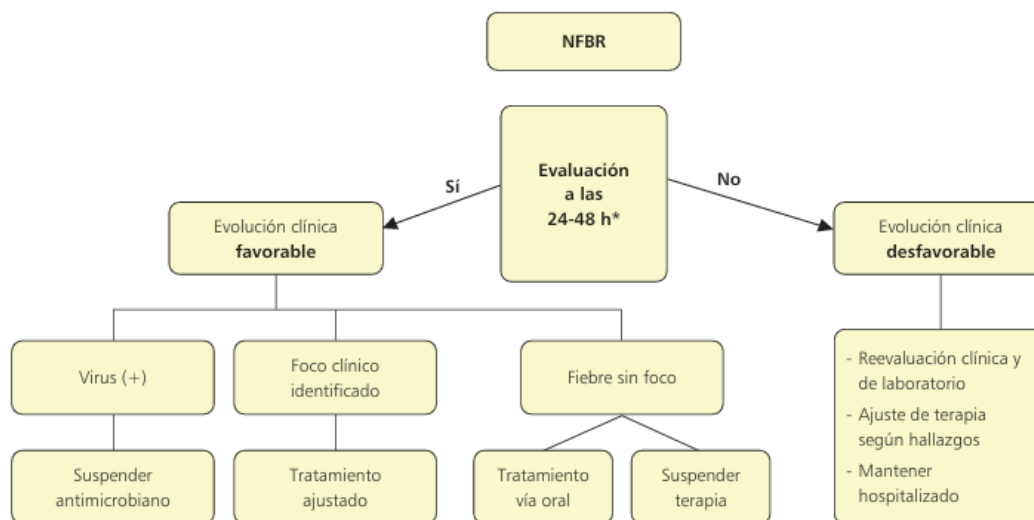 NFBR
Evaluación
a las
24-48 h*
Sí
No
Evolución clínica
favorable
Evolución clínica
desfavorable
Virus (+)
Foco clínico
identificado
Fiebre sin foco
- Reevaluación clínica y
de laboratorio
- Ajuste de terapia
según hallazgos
- Mantener
hospitalizado
Suspender
antimicrobiano
Tratamiento
ajustado
Tratamiento
vía oral
Suspender
terapia